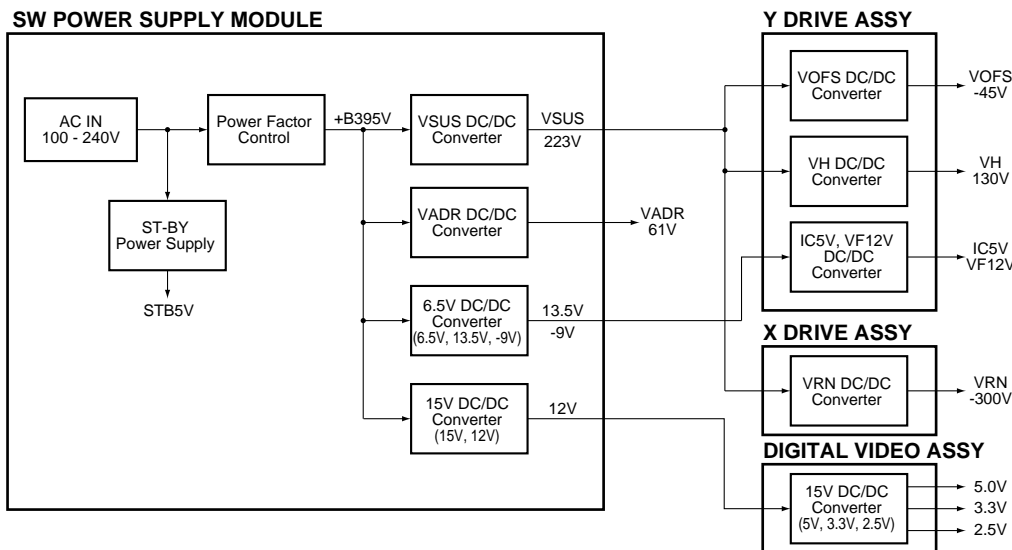 SW POWER SUPPLY MODULE
AC IN
100 - 240V
Power Factor
Control
+B395V
VSUS DC/DC
Converter
VSUS
223V
ST-BY
Power Supply
STB5V
VADR DC/DC
Converter
VADR
61V
6.5V DC/DC
Converter
(6.5V, 13.5V, -9V)
13.5V
-9V
15V DC/DC
Converter
(15V, 12V)
12V
Y DRIVE ASSY
VOFS DC/DC
Converter
VOFS
-45V
VH DC/DC
Converter
VH
130V
IC5V, VF12V
DC/DC
Converter
IC5V
VF12V
X DRIVE ASSY
VRN DC/DC
Converter
VRN
-300V
DIGITAL VIDEO ASSY
15V DC/DC
Converter
(5V, 3.3V, 2.5V)
5.0V
3.3V
2.5V